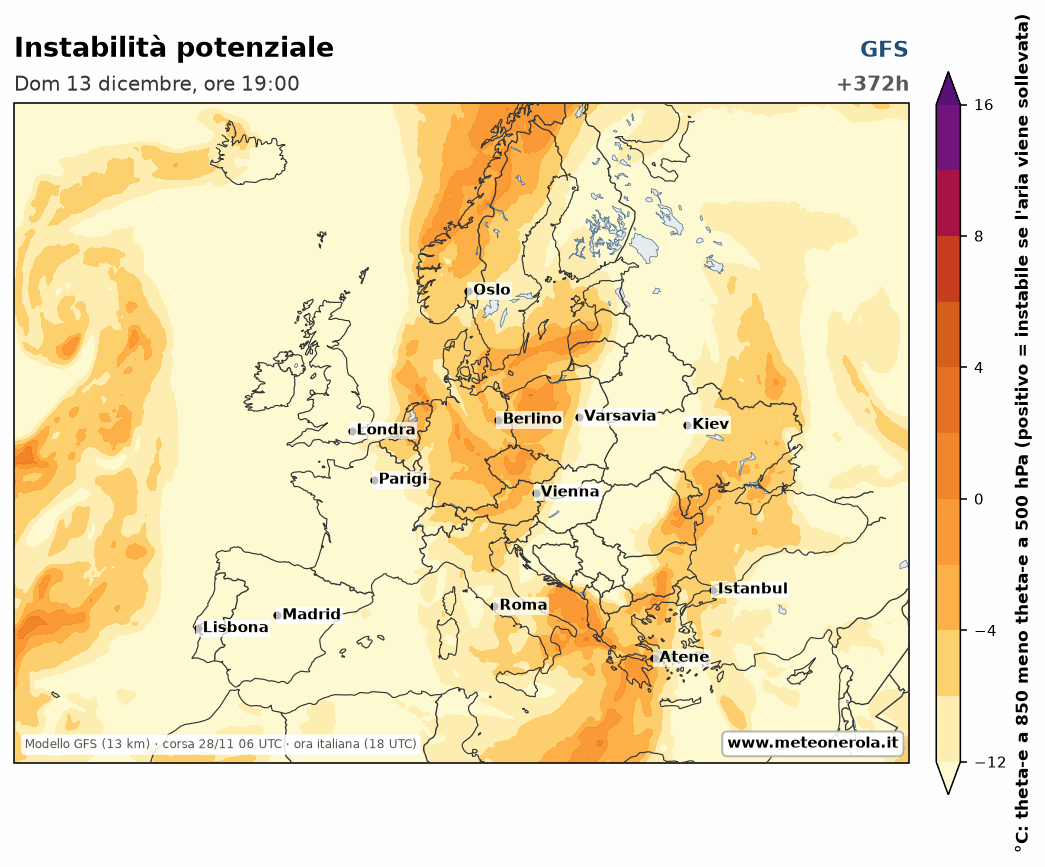 Instabilità potenziale
GFS
Dom 13 dicembre, ore 19:00
+372h
Oslo
Londra
Berlino
Varsavia
Kiev
Parigi
Vienna
Madrid
Lisbona
Roma
Istanbul
Atene
Modello GFS (13 km) · corsa 28/11 06 UTC · ora italiana (18 UTC)
www.meteonerola.it
16
8
4
0
−4
−12
°C: theta-e a 850 meno theta-e a 500 hPa (positivo = instabile se l'aria viene sollevata)